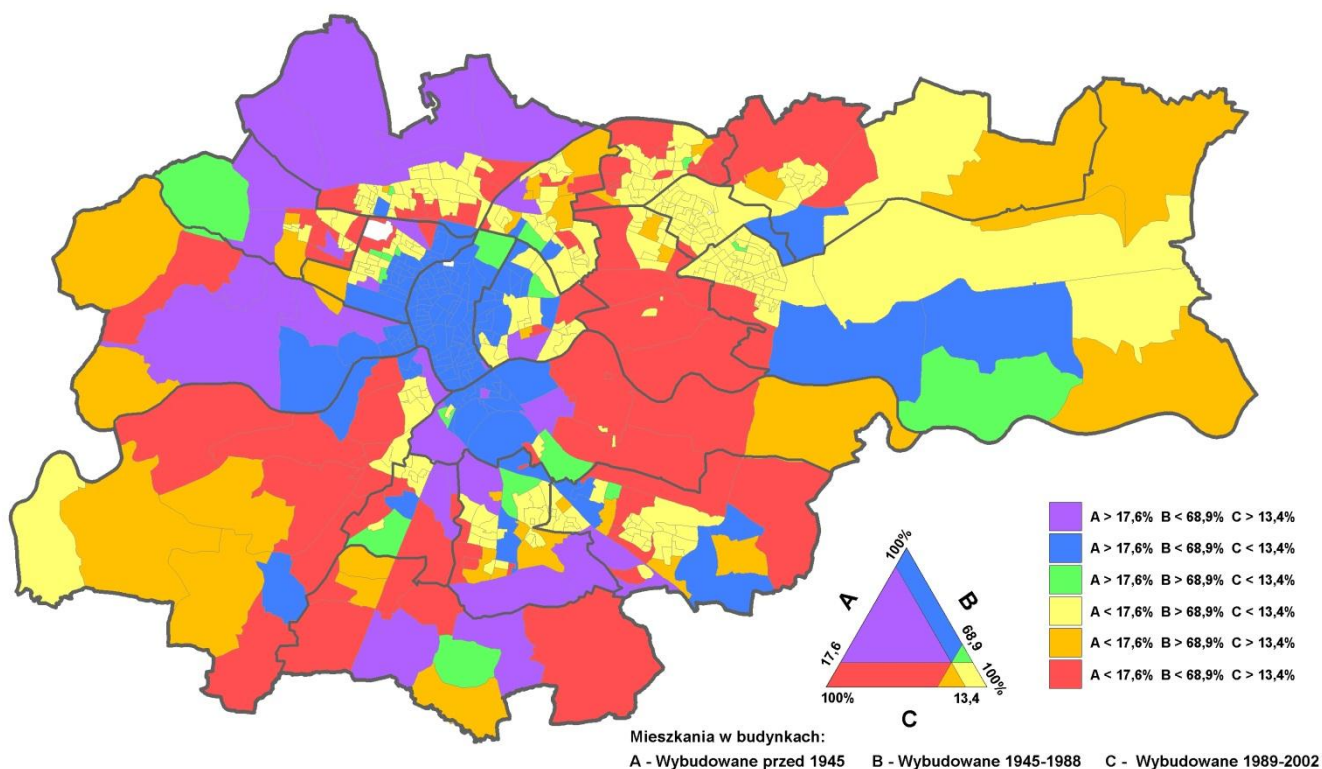 A > 17,6% B < 68,9% C > 13,4%
A > 17,6% B < 68,9% C < 13,4%
A > 17,6% B > 68,9% C < 13,4%
A < 17,6% B > 68,9% C < 13,4%
A < 17,6% B > 68,9% C > 13,4%
A < 17,6% B < 68,9% C > 13,4%
100%
A
B
17,6
68,9
100%
100%
13,4
C
Mieszkania w budynkach:
A - Wybudowane przed 1945 B - Wybudowane 1945-1988 C - Wybudowane 1989-2002